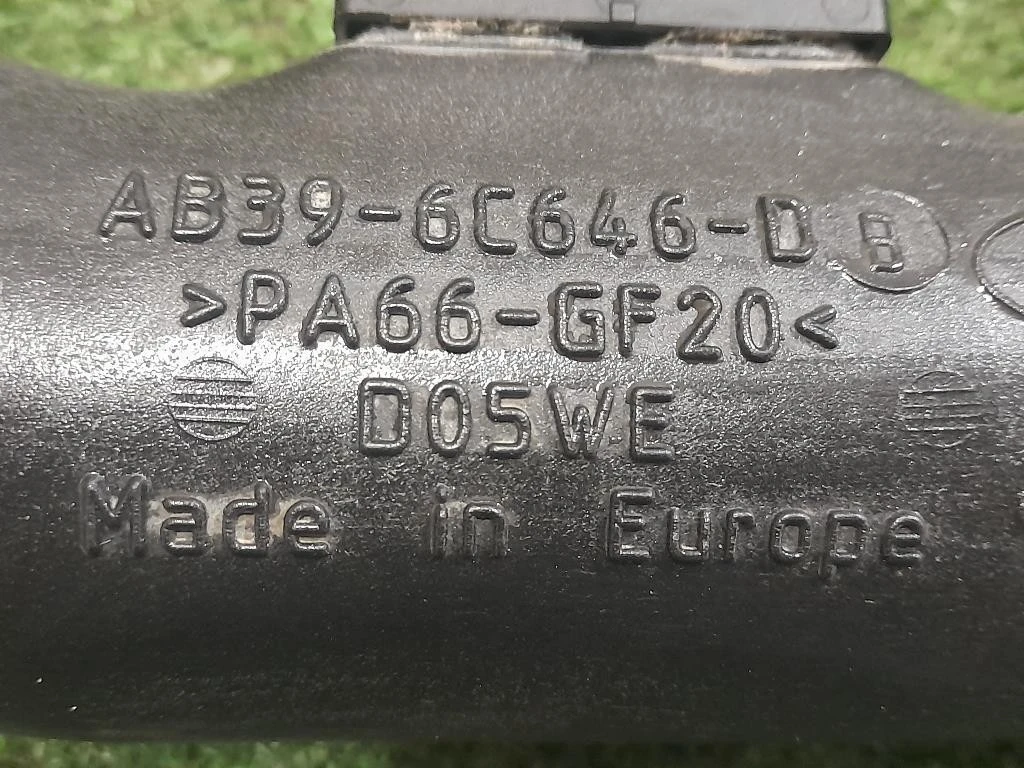 AB39-6C646-D B
>PA66-GF20<
D05WE
Made in Europe